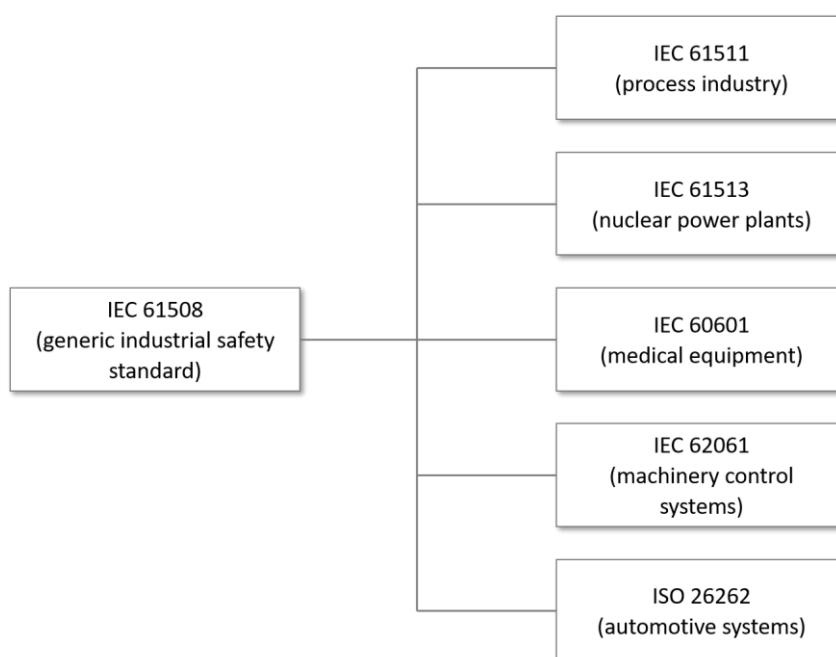 IEC 61511
(process industry)
IEC 61513
(nuclear power plants)
IEC 61508
(generic industrial safety
standard)
IEC 60601
(medical equipment)
IEC 62061
(machinery control
systems)
ISO 26262
(automotive systems)